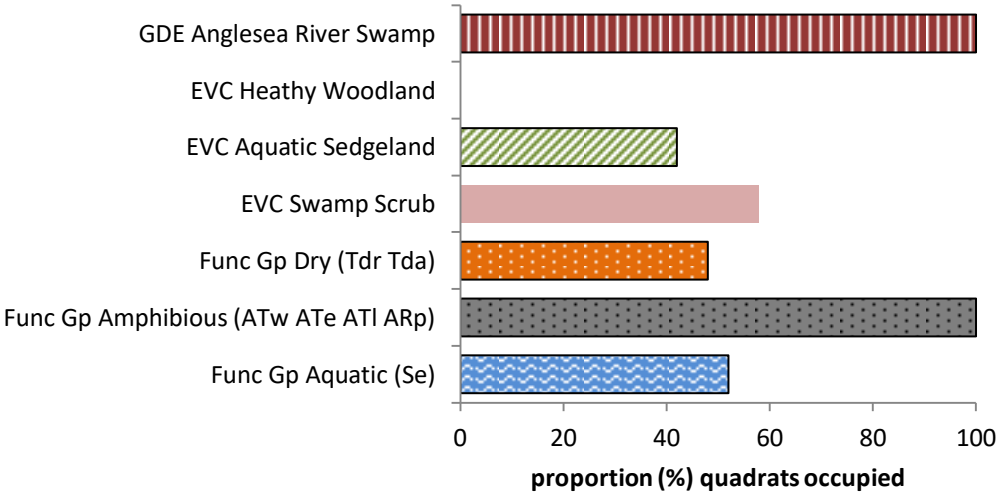 GDE Anglesea River Swamp
EVC Heathy Woodland
EVC Aquatic Sedgeland
EVC Swamp Scrub
Func Gp Dry (Tdr Tda)
Func Gp Amphibious (ATw ATe ATl ARp)
Func Gp Aquatic (Se)
0 20 40 60 80 100
proportion (%) quadrats occupied